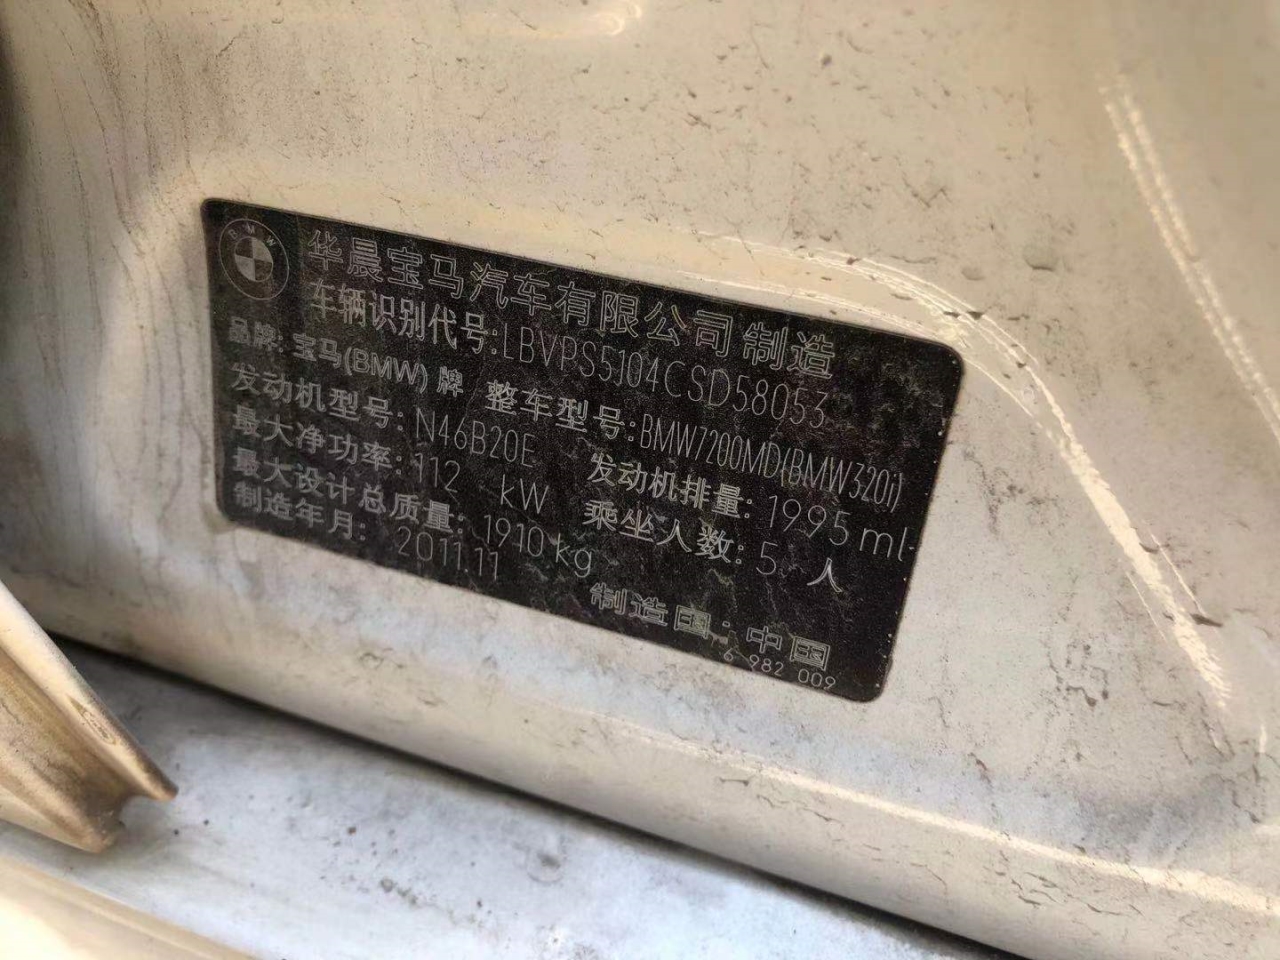 BMW
华晨宝马汽车有限公司制造
车辆识别代号:LBVPS5104CSD58053
品牌:宝马(BMW)牌 整车型号:BMW7200MD(BMW320i)
发动机型号:N46B20E 发动机排量:1995ml
最大净功率:112 kW 乘坐人数:5 人
最大设计总质量:1910kg
制造年月:2011.11 制造国:中国
6 982 009